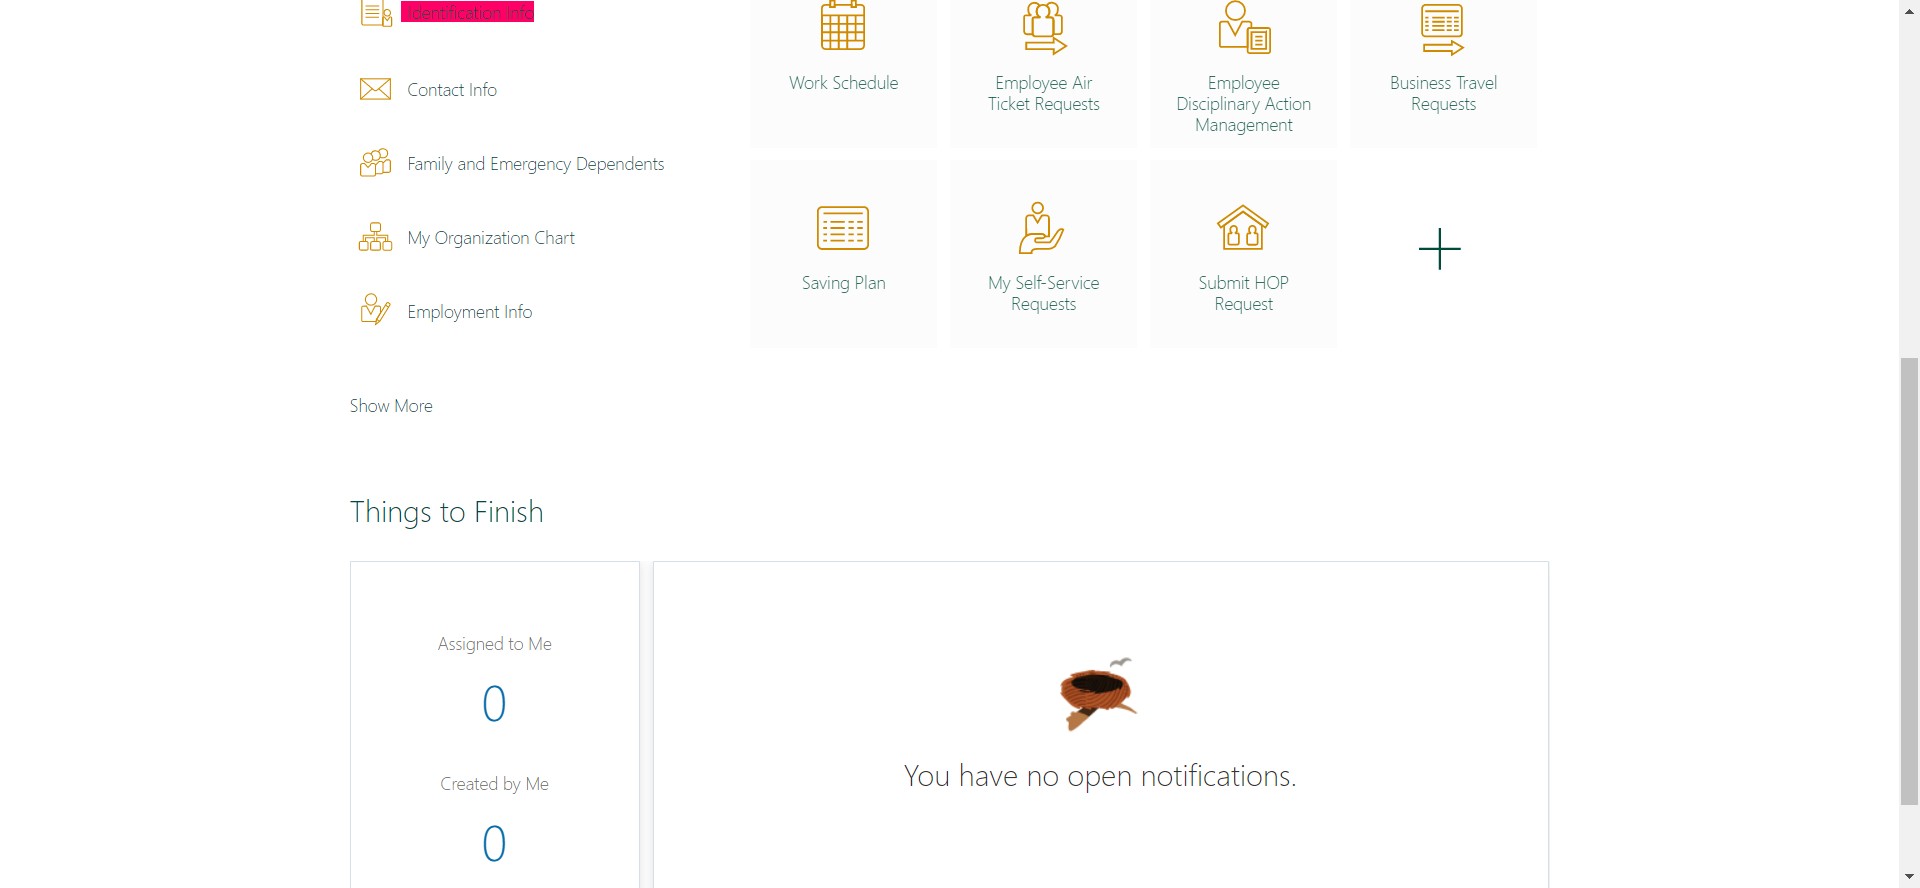 Identification Info
Contact Info
Family and Emergency Dependents
My Organization Chart
Employment Info
Show More
Work Schedule
Employee Air
Ticket Requests
Employee
Disciplinary Action
Management
Business Travel
Requests
Saving Plan
My Self-Service
Requests
Submit HOP
Request
Things to Finish
Assigned to Me
0
Created by Me
0
You have no open notifications.